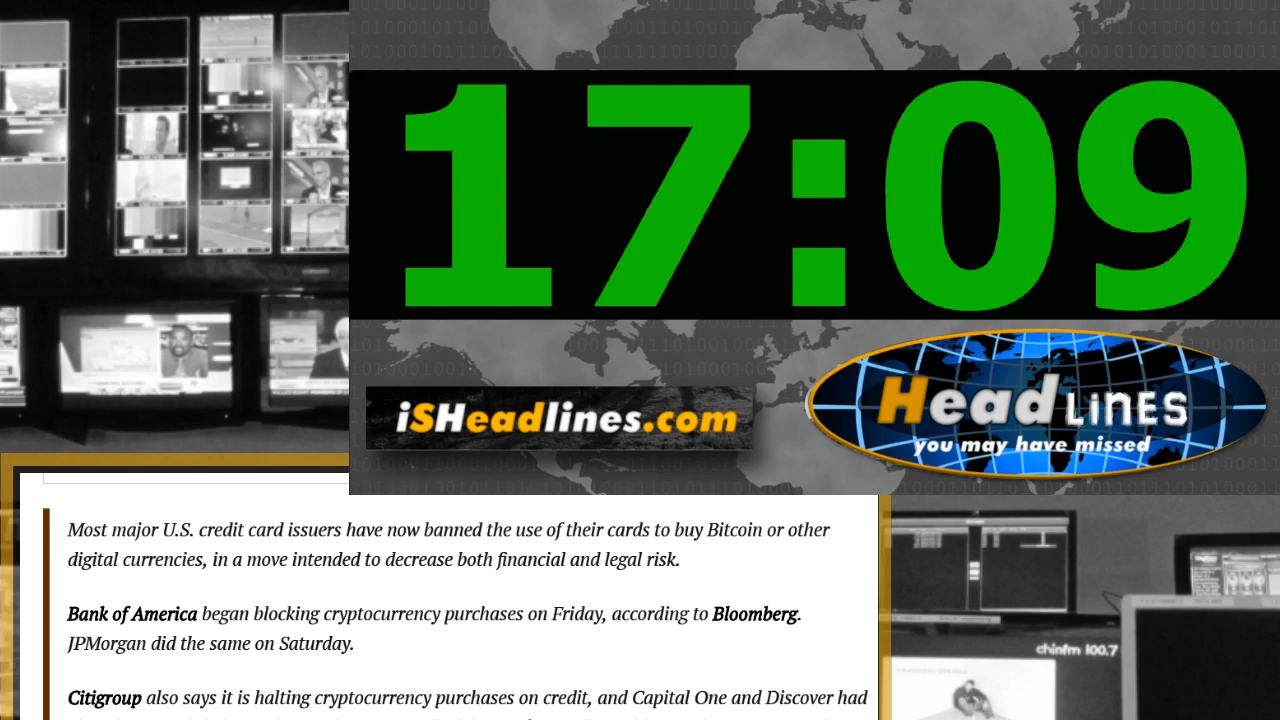 17:09
iSHeadlines.com
HeadLiNES
you may have missed
Most major U.S. credit card issuers have now banned the use of their cards to buy Bitcoin or other
digital currencies, in a move intended to decrease both financial and legal risk.
Bank of America began blocking cryptocurrency purchases on Friday, according to Bloomberg.
JPMorgan did the same on Saturday.
chinfm 100.7
Citigroup also says it is halting cryptocurrency purchases on credit, and Capital One and Discover had